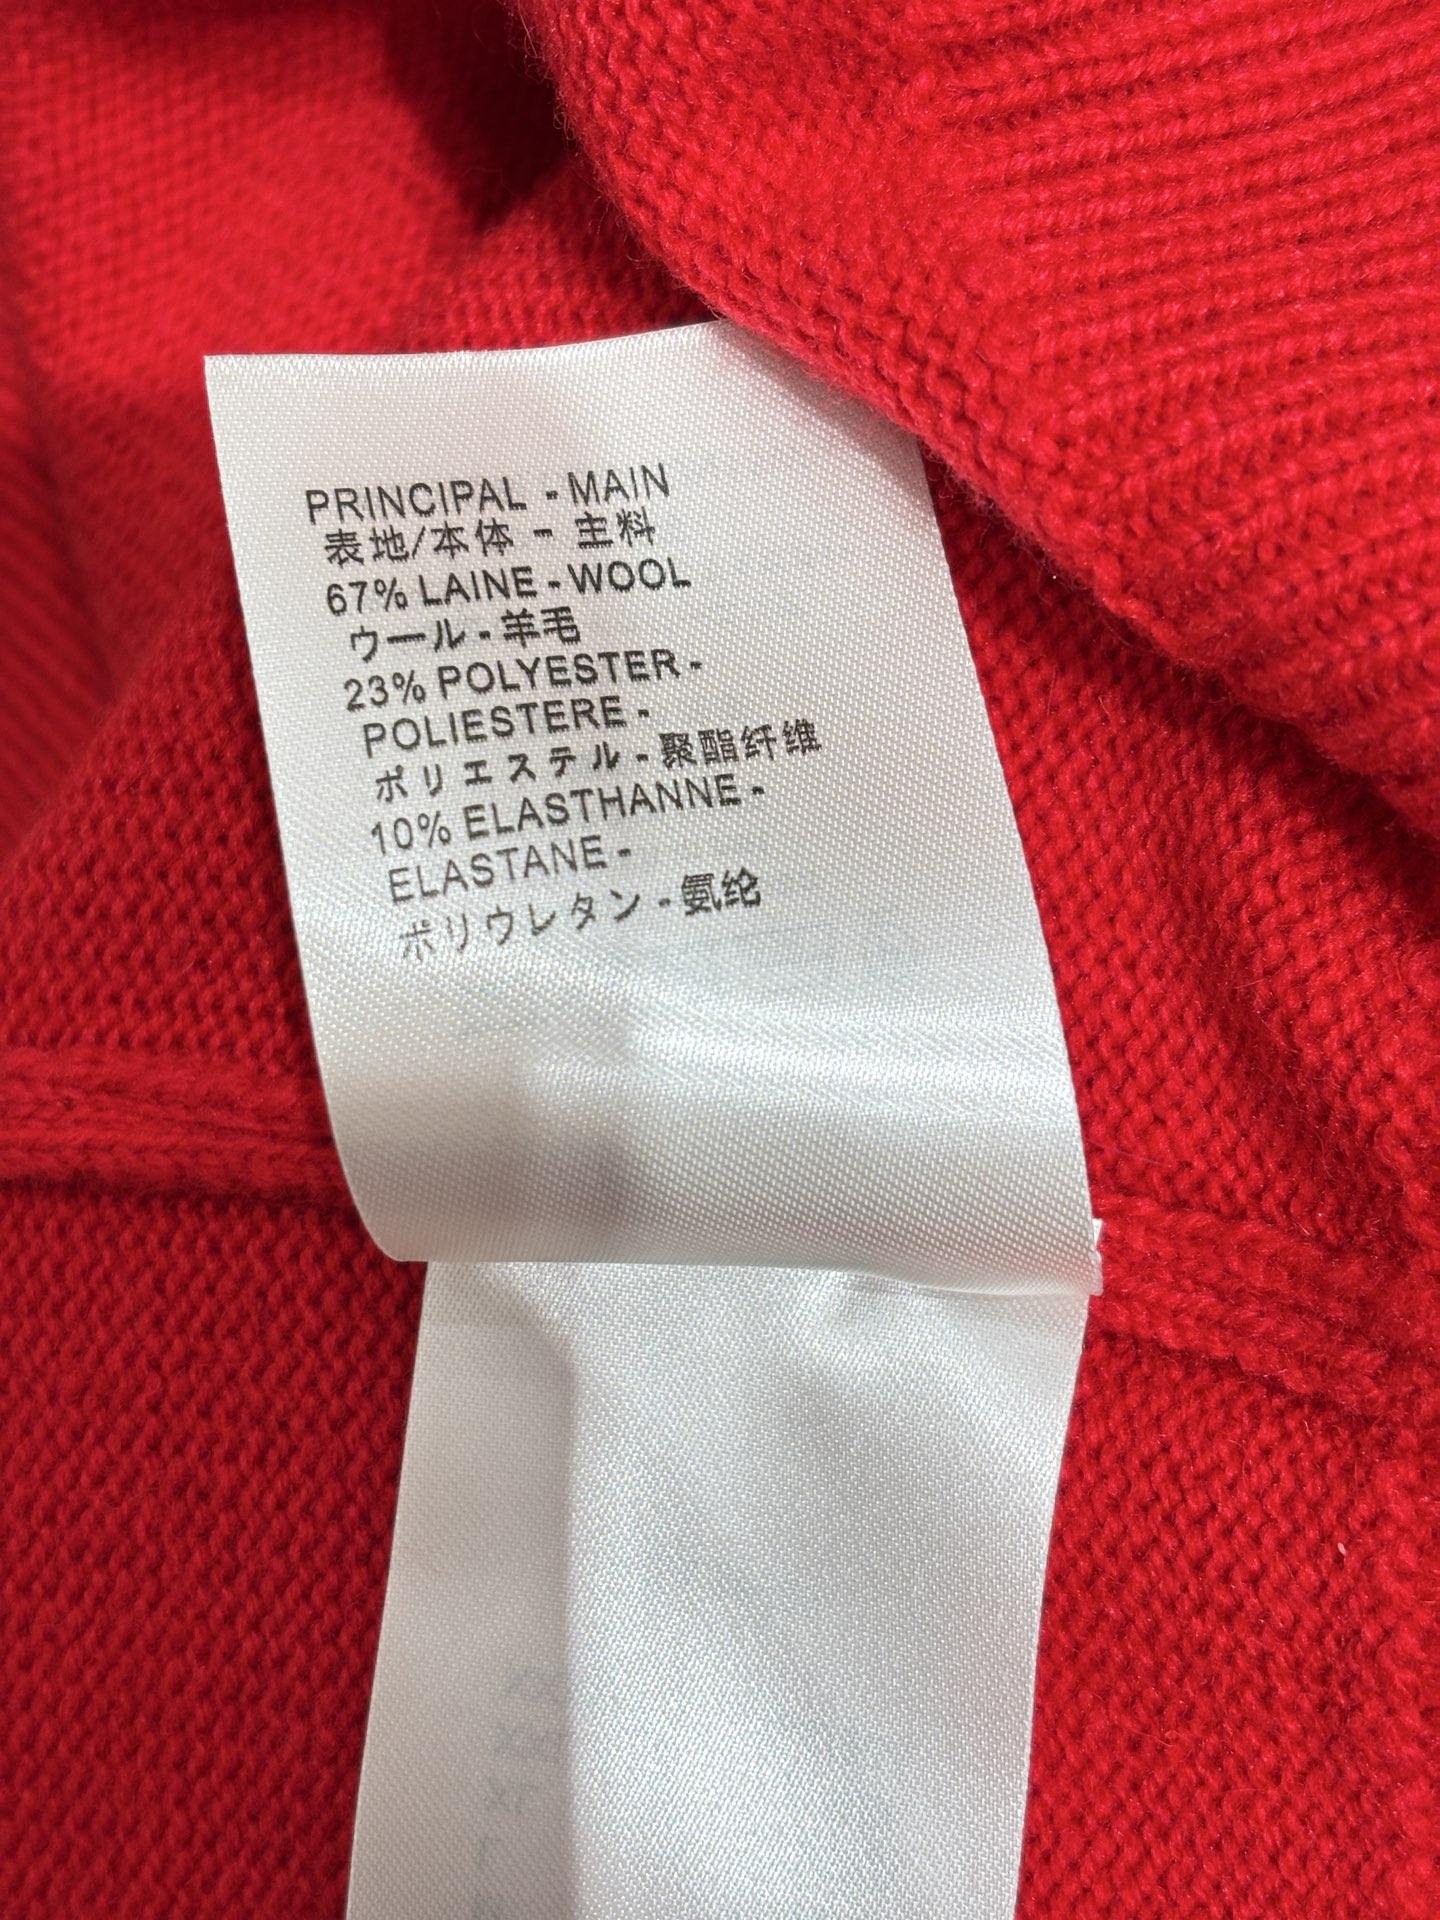 PRINCIPAL - MAIN
表地/本体 - 主料
67% LAINE - WOOL
ウール - 羊毛
23% POLYESTER -
POLIESTERE -
ポリエステル - 聚酯纤维
10% ELASTHANNE -
ELASTANE -
ポリウレタン - 氨纶